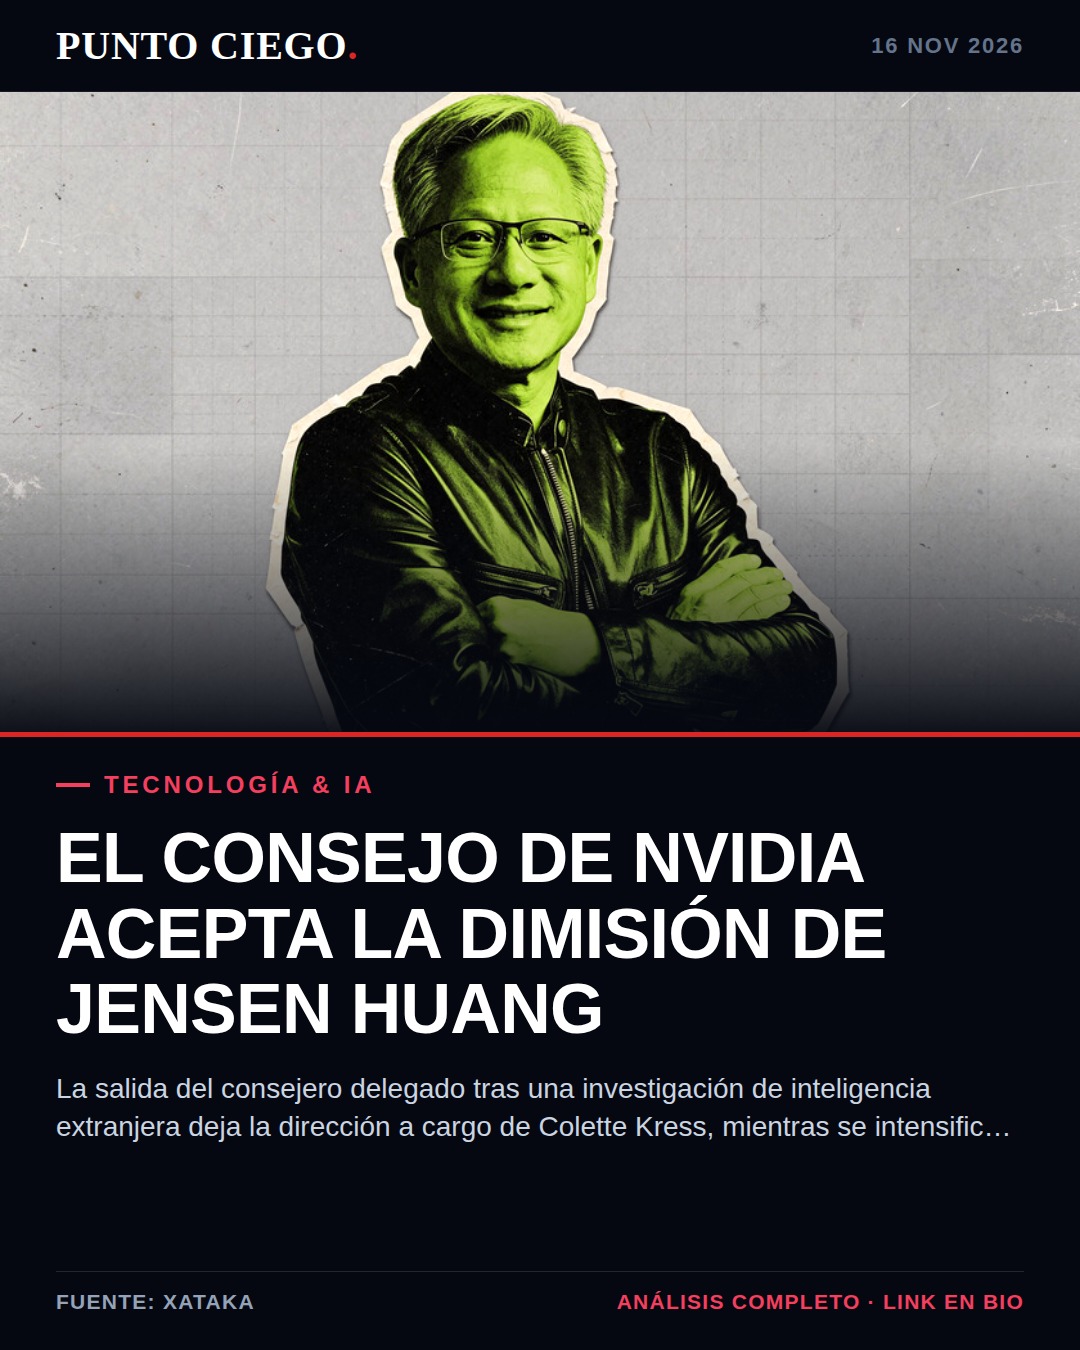 PUNTO CIEGO.
16 NOV 2026
TECNOLOGÍA & IA
EL CONSEJO DE NVIDIA
ACEPTA LA DIMISIÓN DE
JENSEN HUANG
La salida del consejero delegado tras una investigación de inteligencia
extranjera deja la dirección a cargo de Colette Kress, mientras se intensific…
FUENTE: XATAKA
ANÁLISIS COMPLETO · LINK EN BIO